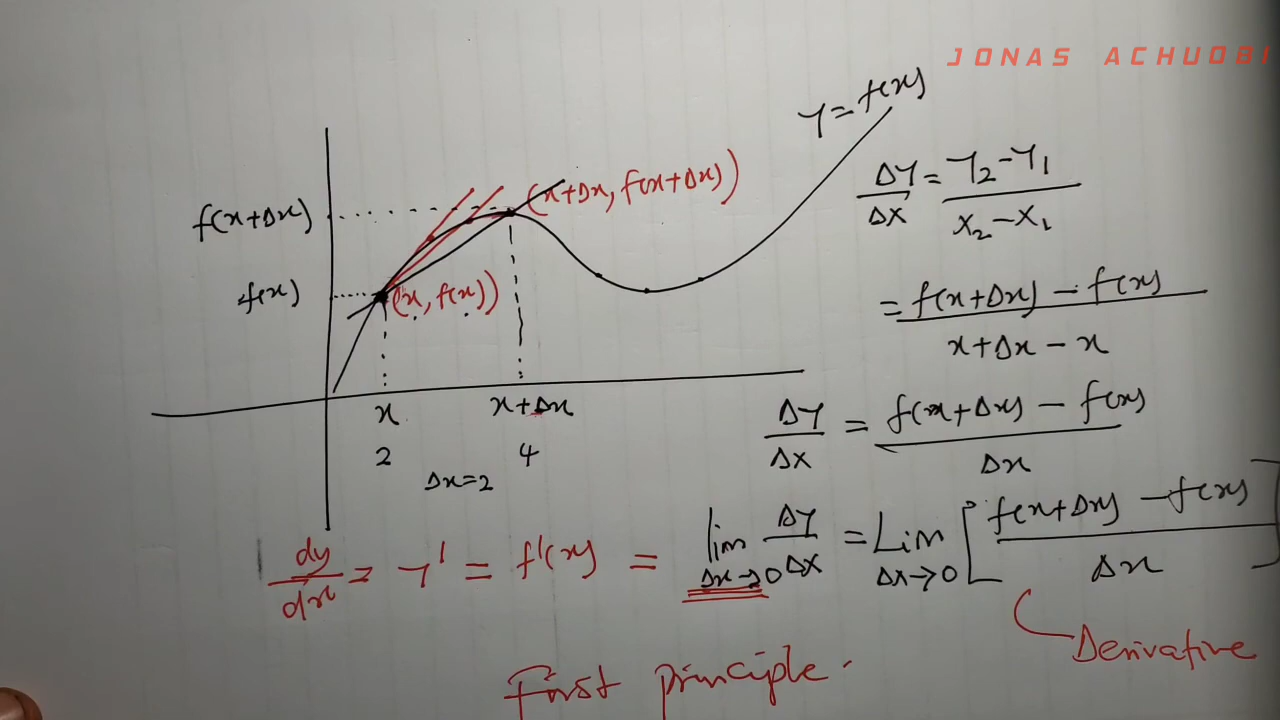 JONAS ACHUOBI
Y=f(x)
(x+Δx, f(x+Δx))
f(x+Δx)
f(x)
(x, f(x))
x
x+Δx
2
4
Δx=2
ΔY/ΔX = Y₂-Y₁/X₂-X₁
= f(x+Δx) - f(x)/x+Δx - x
ΔY/ΔX = f(x+Δx) - f(x)/Δx
dy/dx = Y' = f'(x) = lim Δx→0 ΔY/ΔX = Lim Δx→0 [f(x+Δx) - f(x)/Δx]
Derivative
First principle.